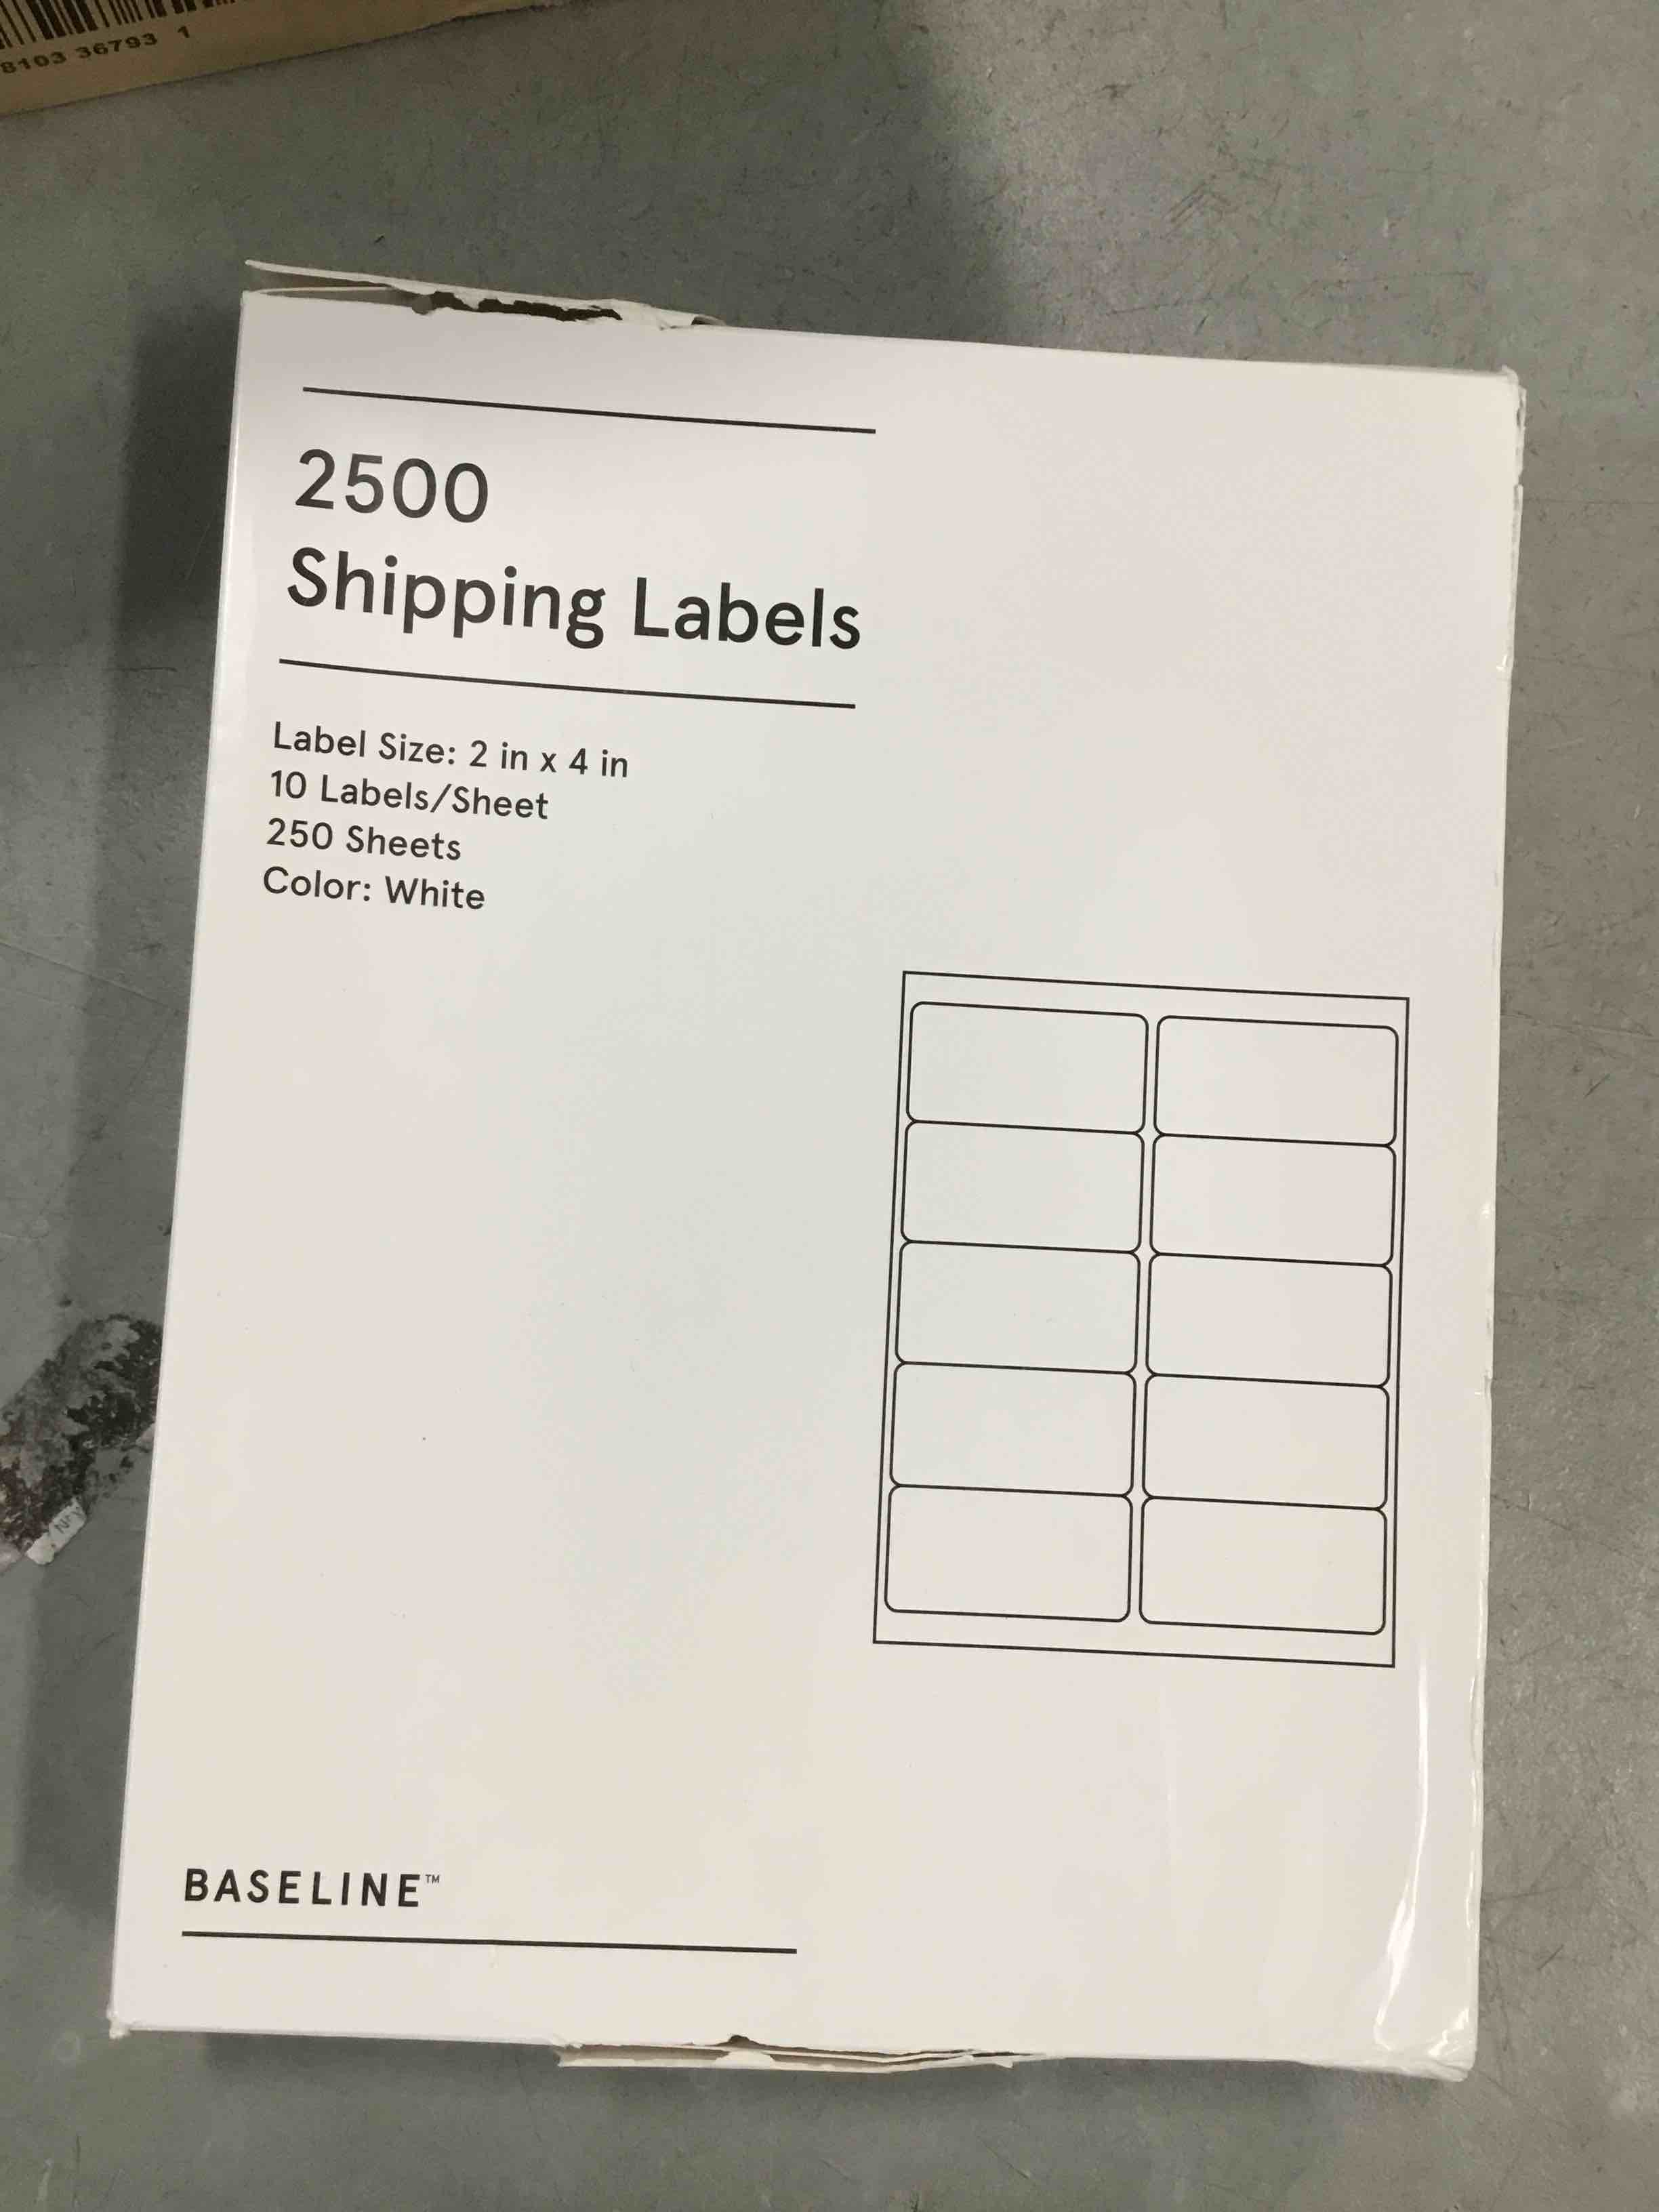 8103 36793 1
2500
Shipping Labels
Label Size: 2 in x 4 in
10 Labels/Sheet
250 Sheets
Color: White
BASELINE™